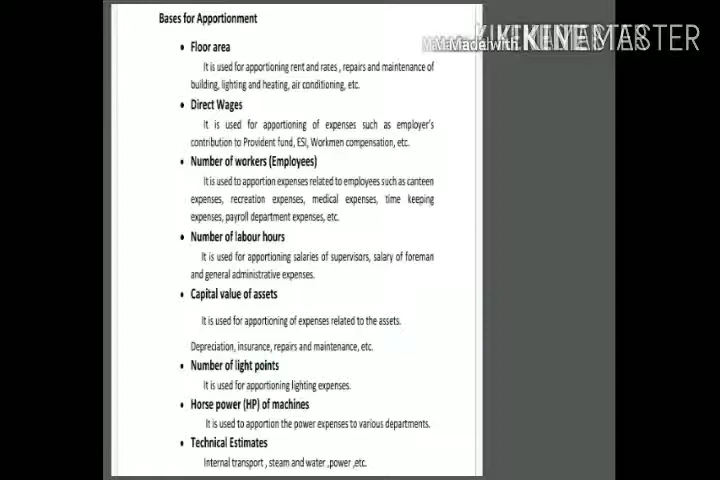 Bases for Apportionment
• Floor area
It is used for apportioning rent and rates , repairs and maintenance of
building, lighting and heating, air conditioning, etc.
• Direct Wages
It is used for apportioning of expenses such as employer's
contribution to Provident fund, ESI, Workmen compensation, etc.
• Number of workers (Employees)
It is used to apportion expenses related to employees such as canteen
expenses, recreation expenses, medical expenses, time keeping
expenses, payroll department expenses, etc.
• Number of labour hours
It is used for apportioning salaries of supervisors, salary of foreman
and general administrative expenses.
• Capital value of assets
It is used for apportioning of expenses related to the assets.
Depreciation, insurance, repairs and maintenance, etc.
• Number of light points
It is used for apportioning lighting expenses.
• Horse power (HP) of machines
It is used to apportion the power expenses to various departments.
• Technical Estimates
Internal transport , steam and water ,power ,etc.